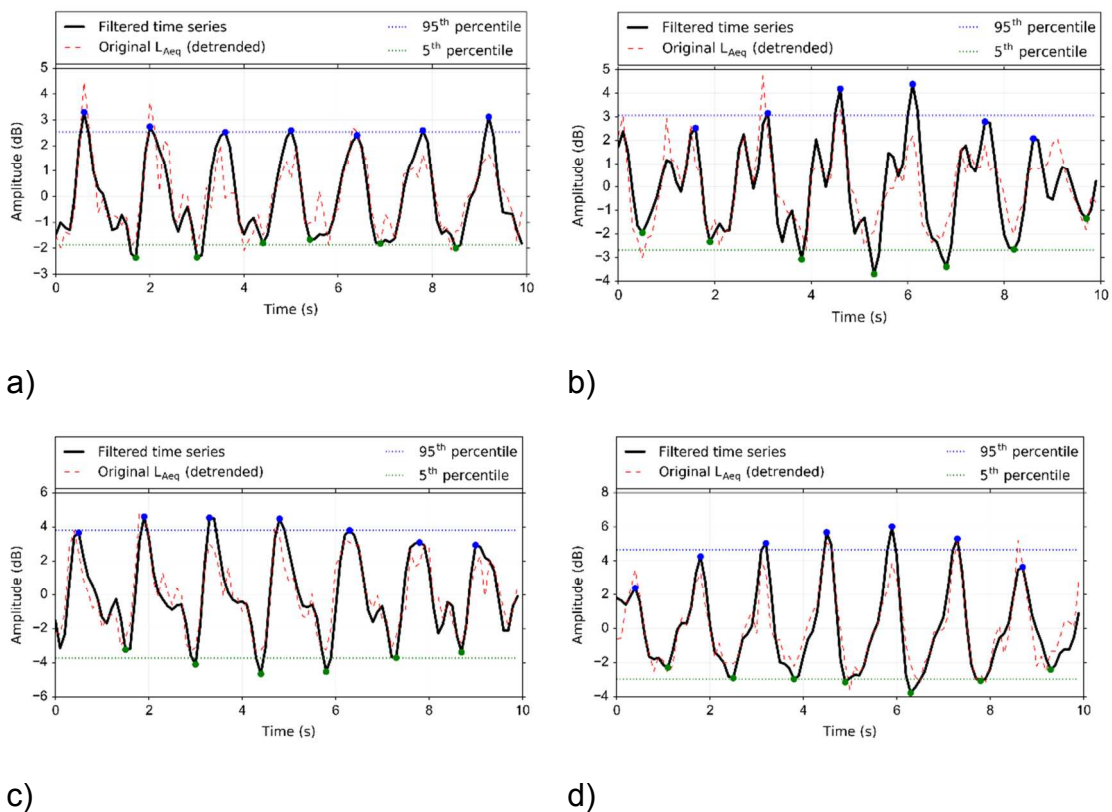 Filtered time series 95th percentile
Original LAeq (detrended) 5th percentile
5
4
3
2
1
0
−1
−2
−3
Amplitude (dB)
0 2 4 6 8 10
Time (s)
Filtered time series 95th percentile
Original LAeq (detrended) 5th percentile
5
4
3
2
1
0
−1
−2
−3
−4
Amplitude (dB)
0 2 4 6 8 10
Time (s)
a) b)
Filtered time series 95th percentile
Original LAeq (detrended) 5th percentile
6
4
2
0
−2
−4
−6
Amplitude (dB)
0 2 4 6 8 10
Time (s)
Filtered time series 95th percentile
Original LAeq (detrended) 5th percentile
8
6
4
2
0
−2
−4
Amplitude (dB)
0 2 4 6 8 10
Time (s)
c) d)